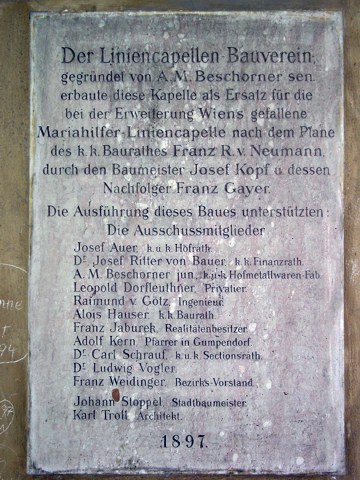 Der Liniencapellen-Bauverein,
gegründet von A. M. Beschorner sen.
erbaute diese Kapelle als Ersatz für die
bei der Erweiterung Wiens gefallene
Mariahilfer-Liniencapelle nach dem Plane
des k. k. Baurathes Franz R. v. Neumann,
durch den Baumeister Josef Kopf u. dessen
Nachfolger Franz Gayer.
Die Ausführung dieses Baues unterstützten:
Die Ausschussmitglieder
Josef Auer, k. u. k. Hofrath.
Dr. Josef Ritter von Bauer, k. k. Finanzrath.
A. M. Beschorner jun., k. u. k. Hofmetallwaren-Fab.
Leopold Dorfleuthner, Privatier.
Raimund v. Götz, Ingenieur.
Alois Hauser, k. k. Baurath.
Franz Jaburek, Realitätenbesitzer.
Adolf Kern, Pfarrer in Gumpendorf.
Dr. Carl Schrauf, k. u. k. Sectionsrath.
Dr. Ludwig Vogler.
Franz Weidinger, Bezirks-Vorstand.
Johann Stoppel, Stadtbaumeister.
Karl Troll, Architekt.
1897.